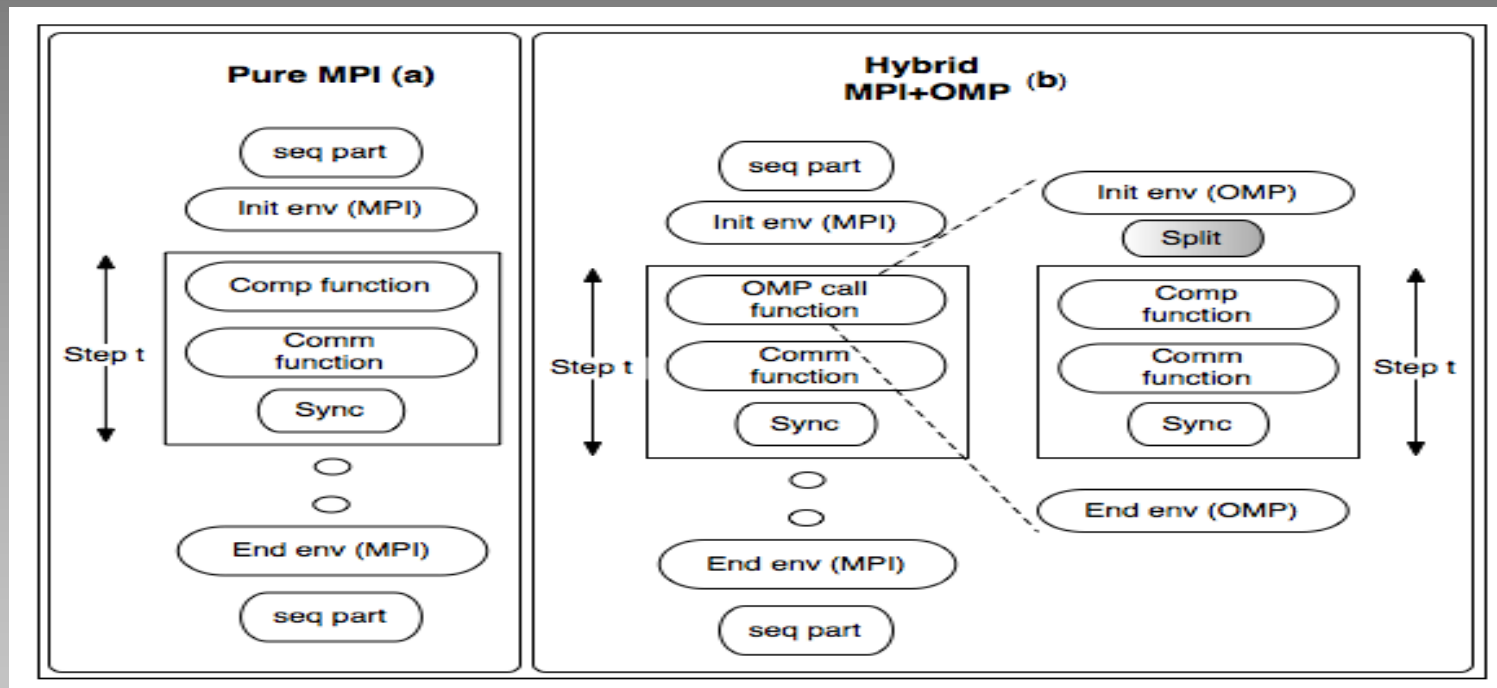 Pure MPI (a)
seq part
Init env (MPI)
Comp function
Comm
function
Sync
Step t
End env (MPI)
seq part
Hybrid
MPI+OMP (b)
seq part
Init env (MPI)
OMP call
function
Comm
function
Sync
Step t
End env (MPI)
seq part
Init env (OMP)
Split
Comp
function
Comm
function
Sync
Step t
End env (OMP)